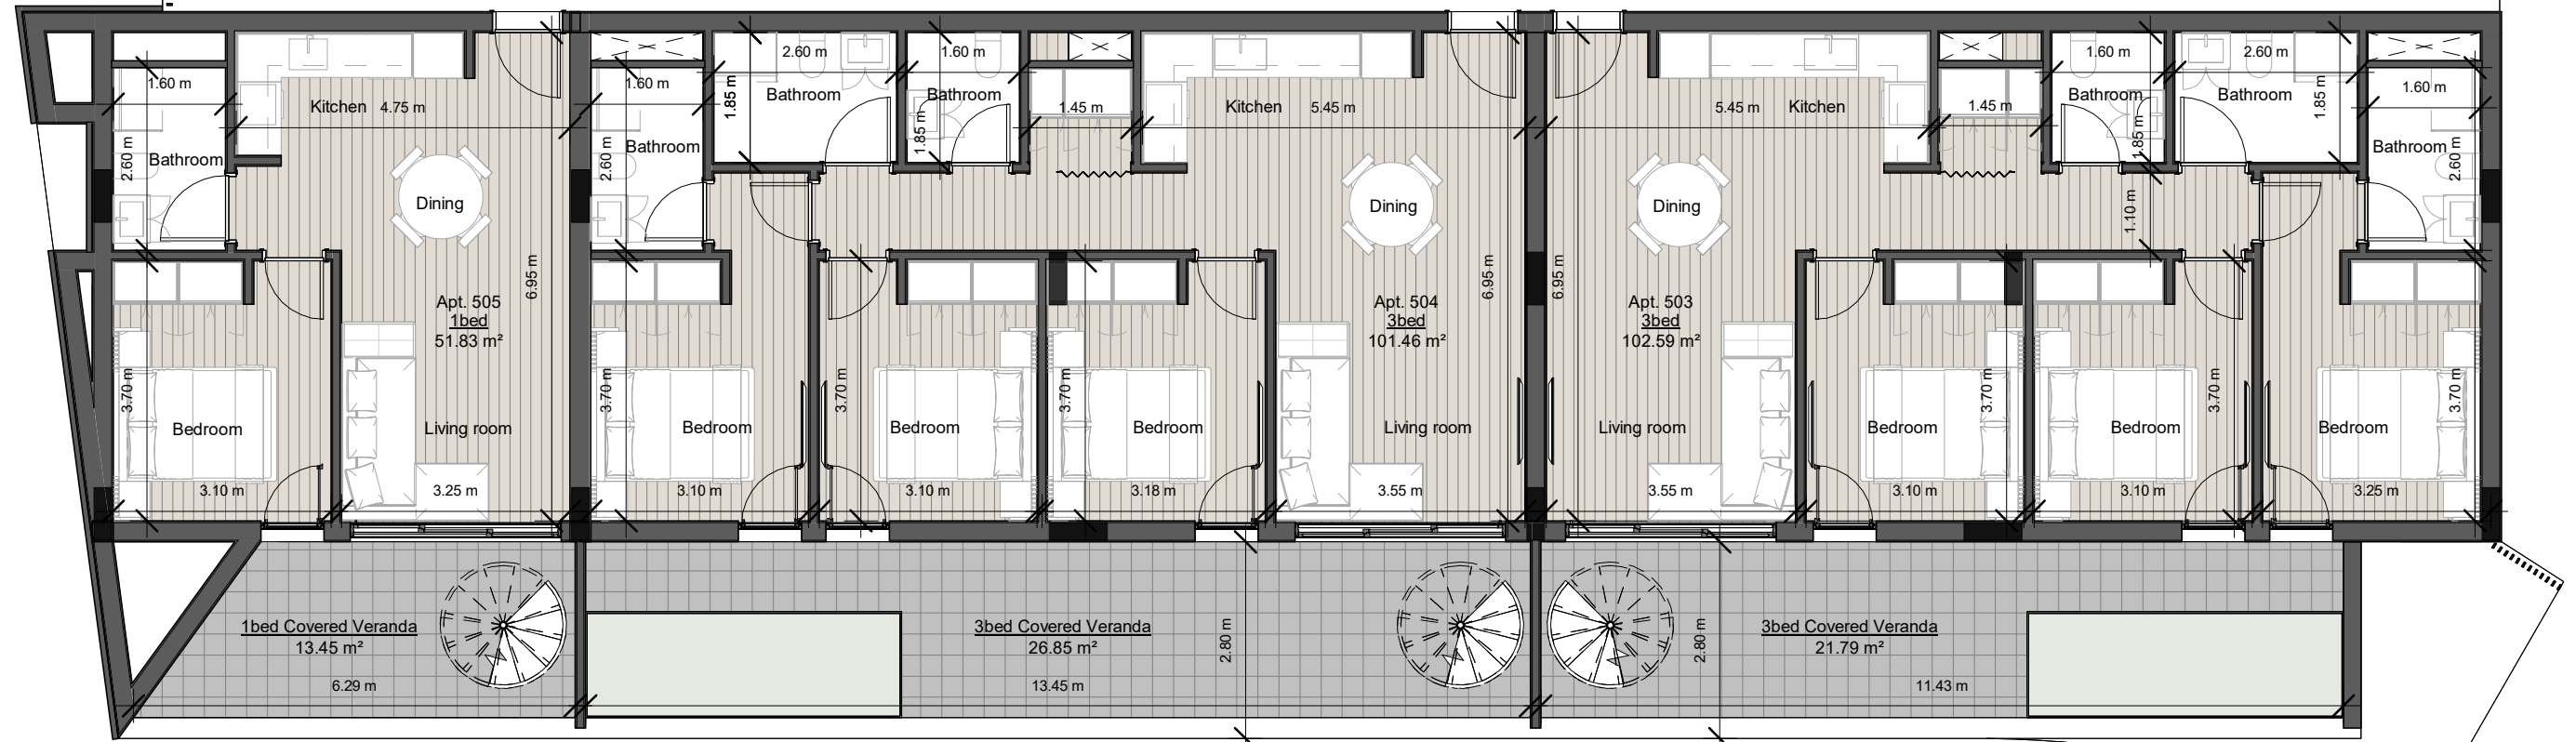 1.60 m
2.60 m
Bathroom
Kitchen
4.75 m
Dining
6.95 m
Apt. 505
1bed
51.83 m²
3.70 m
Bedroom
3.10 m
Living room
3.25 m
1.60 m
2.60 m
Bathroom
2.60 m
1.85 m
Bathroom
1.60 m
Bathroom
1.85 m
1.45 m
Kitchen
5.45 m
Dining
6.95 m
Apt. 504
3bed
101.46 m²
3.70 m
Bedroom
3.10 m
3.70 m
Bedroom
3.10 m
3.70 m
Bedroom
3.18 m
Living room
3.55 m
5.45 m
Kitchen
1.45 m
1.60 m
Bathroom
1.85 m
2.60 m
Bathroom
1.85 m
1.60 m
Bathroom
2.60 m
1.10 m
Dining
6.95 m
Apt. 503
3bed
102.59 m²
Living room
3.55 m
Bedroom
3.70 m
3.10 m
Bedroom
3.70 m
3.10 m
Bedroom
3.70 m
3.25 m
1bed Covered Veranda
13.45 m²
6.29 m
3bed Covered Veranda
26.85 m²
13.45 m
2.80 m
3bed Covered Veranda
21.79 m²
11.43 m
2.80 m